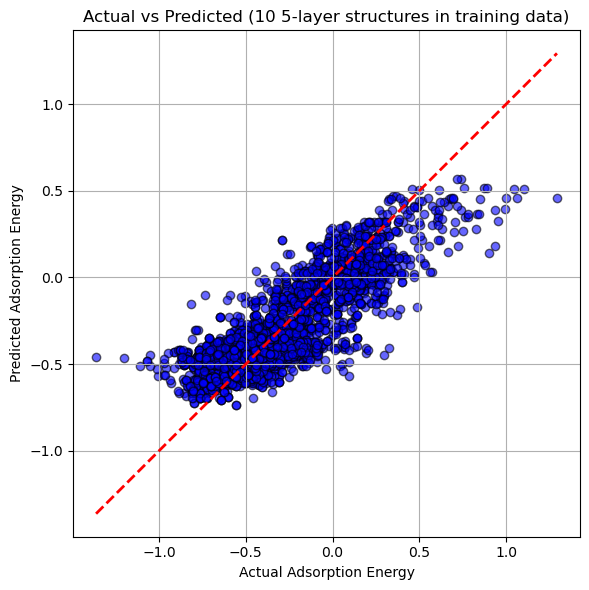 Actual vs Predicted (10 5-layer structures in training data)
Predicted Adsorption Energy
1.0
0.5
0.0
−0.5
−1.0
−1.0 −0.5 0.0 0.5 1.0
Actual Adsorption Energy